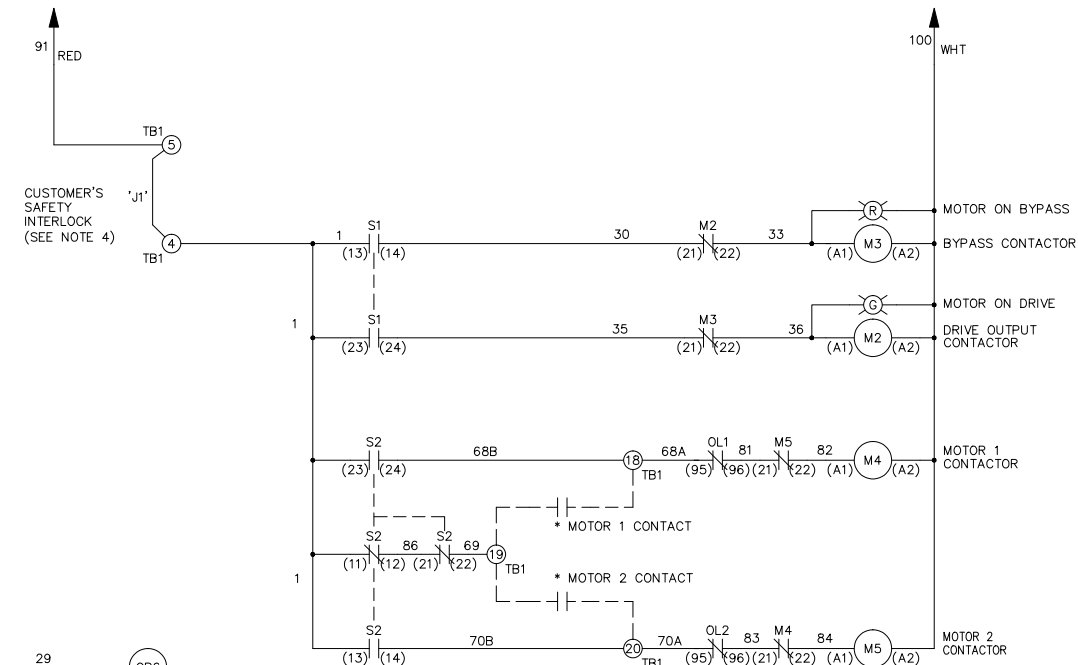 91
RED
100
WHT
TB1
5
CUSTOMER'S
SAFETY
INTERLOCK
(SEE NOTE 4)
'J1'
4
TB1
1
S1
(13) (14)
30
M2
(21) (22)
33
R
MOTOR ON BYPASS
M3
(A1) (A2)
BYPASS CONTACTOR
1
S1
(23) (24)
35
M3
(21) (22)
36
G
MOTOR ON DRIVE
M2
(A1) (A2)
DRIVE OUTPUT
CONTACTOR
S2
(23) (24)
68B
18
TB1
68A
OL1
(95) (96)
81
M5
(21) (22)
82
M4
(A1) (A2)
MOTOR 1
CONTACTOR
* MOTOR 1 CONTACT
S2
(11) (12)
86
S2
(21) (22)
69
19
TB1
* MOTOR 2 CONTACT
1
S2
(13) (14)
70B
20
TB1
70A
OL2
(95) (96)
83
M4
(21) (22)
84
M5
(A1) (A2)
MOTOR 2
CONTACTOR
29